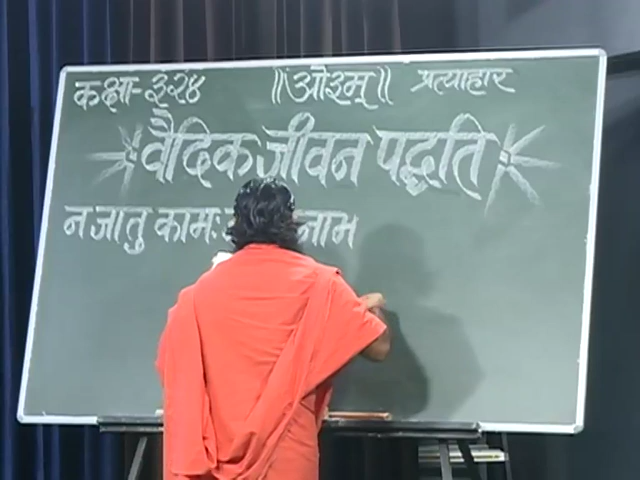 कक्षा-३२४ ॥ओ३म्॥ प्रत्याहार
वैदिक जीवन पद्धति
न जातु कामः नाम